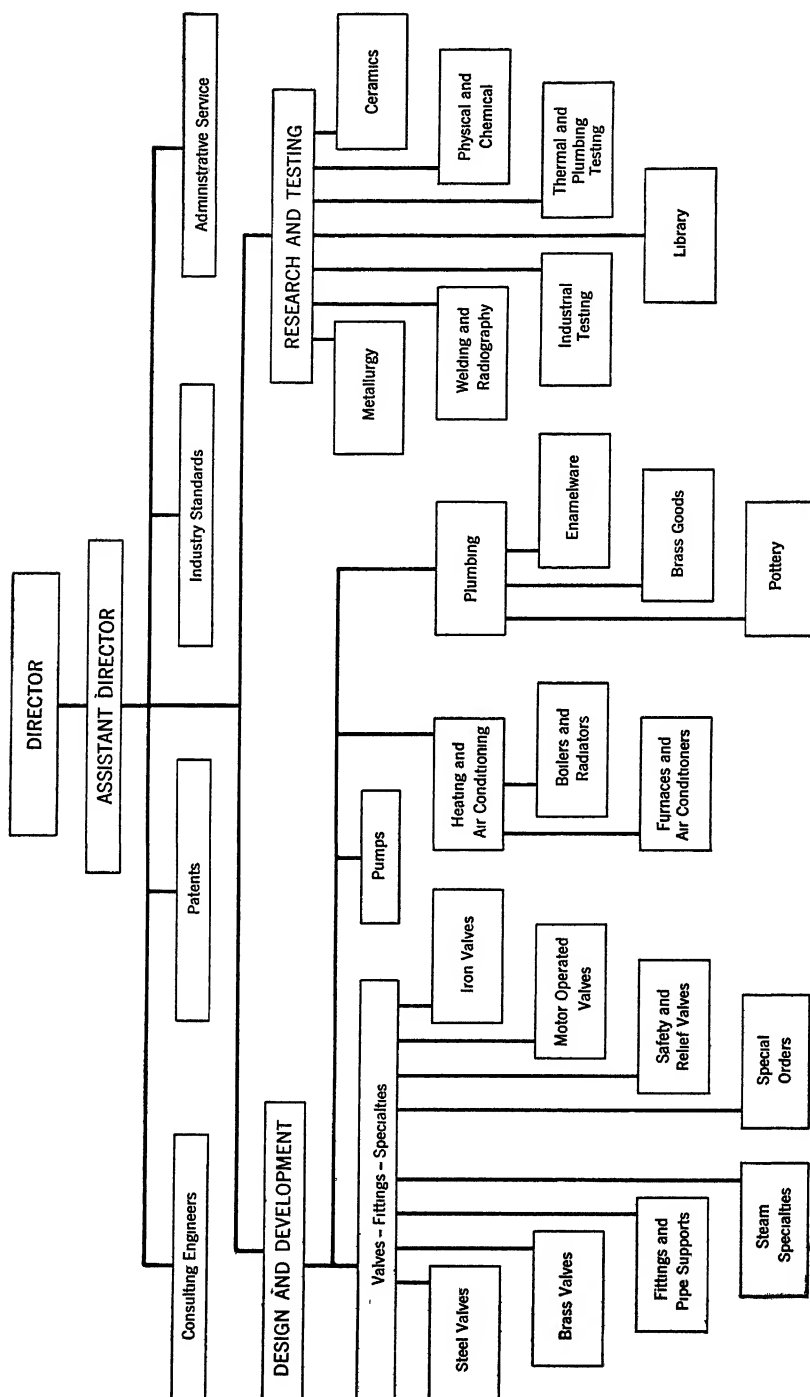 DIRECTOR
ASSISTANT DIRECTOR
Consulting Engineers
Patents
Industry Standards
Administrative Service
DESIGN AND DEVELOPMENT
RESEARCH AND TESTING
Valves – Fittings – Specialties
Pumps
Heating and
Air Conditioning
Plumbing
Steel Valves
Iron Valves
Brass Valves
Motor Operated
Valves
Fittings and
Pipe Supports
Safety and
Relief Valves
Steam
Specialties
Special
Orders
Boilers and
Radiators
Furnaces and
Air Conditioners
Enamelware
Brass Goods
Pottery
Metallurgy
Ceramics
Welding and
Radiography
Physical and
Chemical
Industrial
Testing
Thermal and
Plumbing
Testing
Library